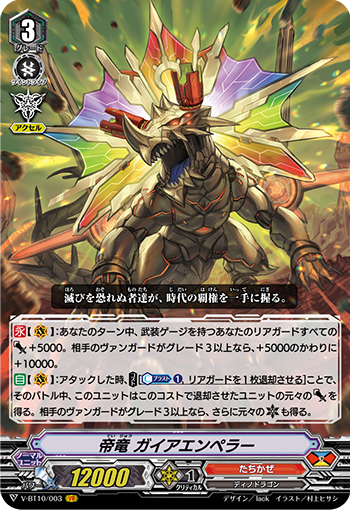 3
グレード
ツインドライブ
アクセル
滅びを恐れぬ者達が、時代の覇権を一手に握る。
【永】【(V)】:あなたのターン中、武装ゲージを持つあなたのリアガードすべての
+5000。相手のヴァンガードがグレード3以上なら、+5000のかわりに
+10000。
【自】【(V)】:アタックした時、[【カウンターブラスト1】, リアガードを1枚退却させる]ことで、
そのバトル中、このユニットはこのコストで退却させたユニットの元々の
を得る。相手のヴァンガードがグレード3以上なら、さらに元々の も得る。
帝竜 ガイアエンペラー
ノーマル
ユニット
パワー
12000
1
クリティカル
たちかぜ
ディノドラゴン
V-BT10/003 VR
デザイン/lack イラスト/村上ヒサシ